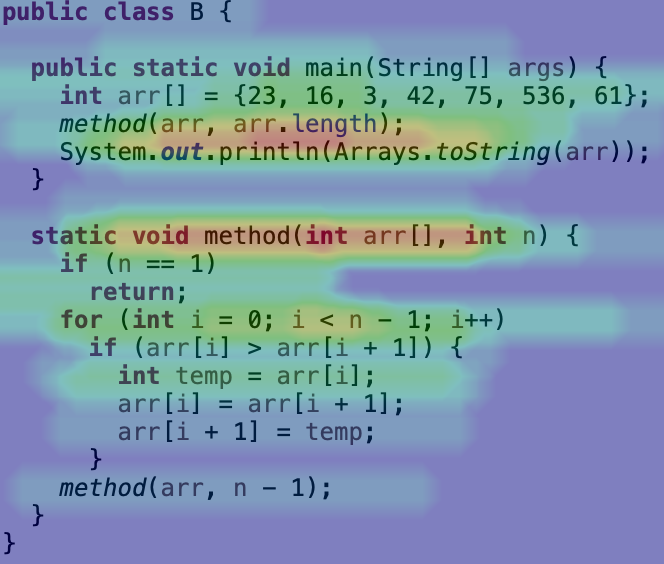 public class B {
public static void main(String[] args) {
int arr[] = {23, 16, 3, 42, 75, 536, 61};
method(arr, arr.length);
System.out.println(Arrays.toString(arr));
}
static void method(int arr[], int n) {
if (n == 1)
return;
for (int i = 0; i < n - 1; i++)
if (arr[i] > arr[i + 1]) {
int temp = arr[i];
arr[i] = arr[i + 1];
arr[i + 1] = temp;
}
method(arr, n - 1);
}
}